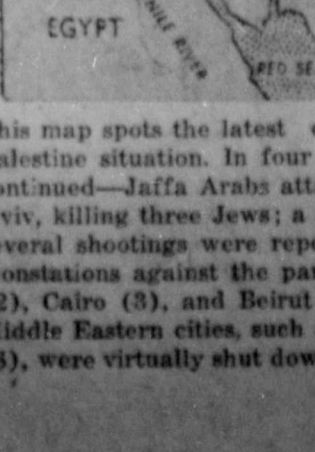 EGYPT
NILE RIVER
RED SE
his map spots the latest
alestine situation. In four
ontinued—Jaffa Arabs att
viv, killing three Jews; a
everal shootings were repo
onstations against the par
2), Cairo (3), and Beirut
iddle Eastern cities, such
), were virtually shut dow